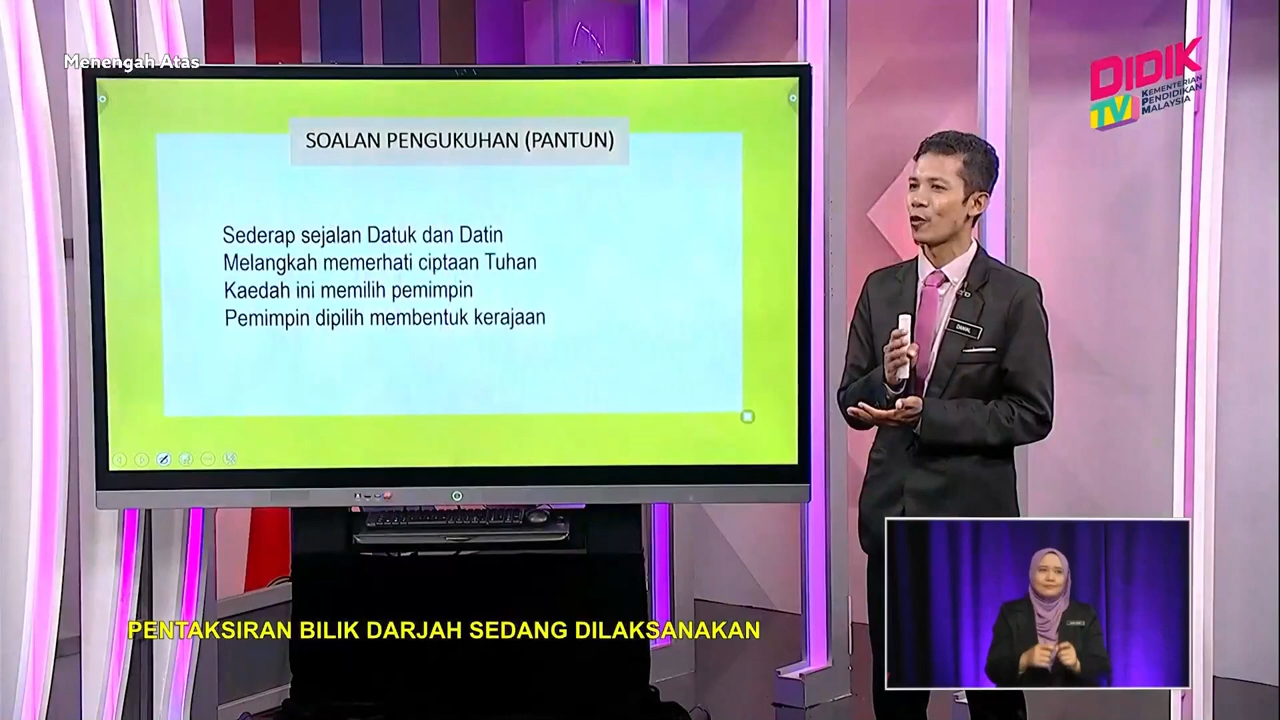 Menengah Atas
DIDIK
TV
KEMENTERIAN
PENDIDIKAN
MALAYSIA
SOALAN PENGUKUHAN (PANTUN)
Sederap sejalan Datuk dan Datin
Melangkah memerhati ciptaan Tuhan
Kaedah ini memilih pemimpin
Pemimpin dipilih membentuk kerajaan
PENTAKSIRAN BILIK DARJAH SEDANG DILAKSANAKAN